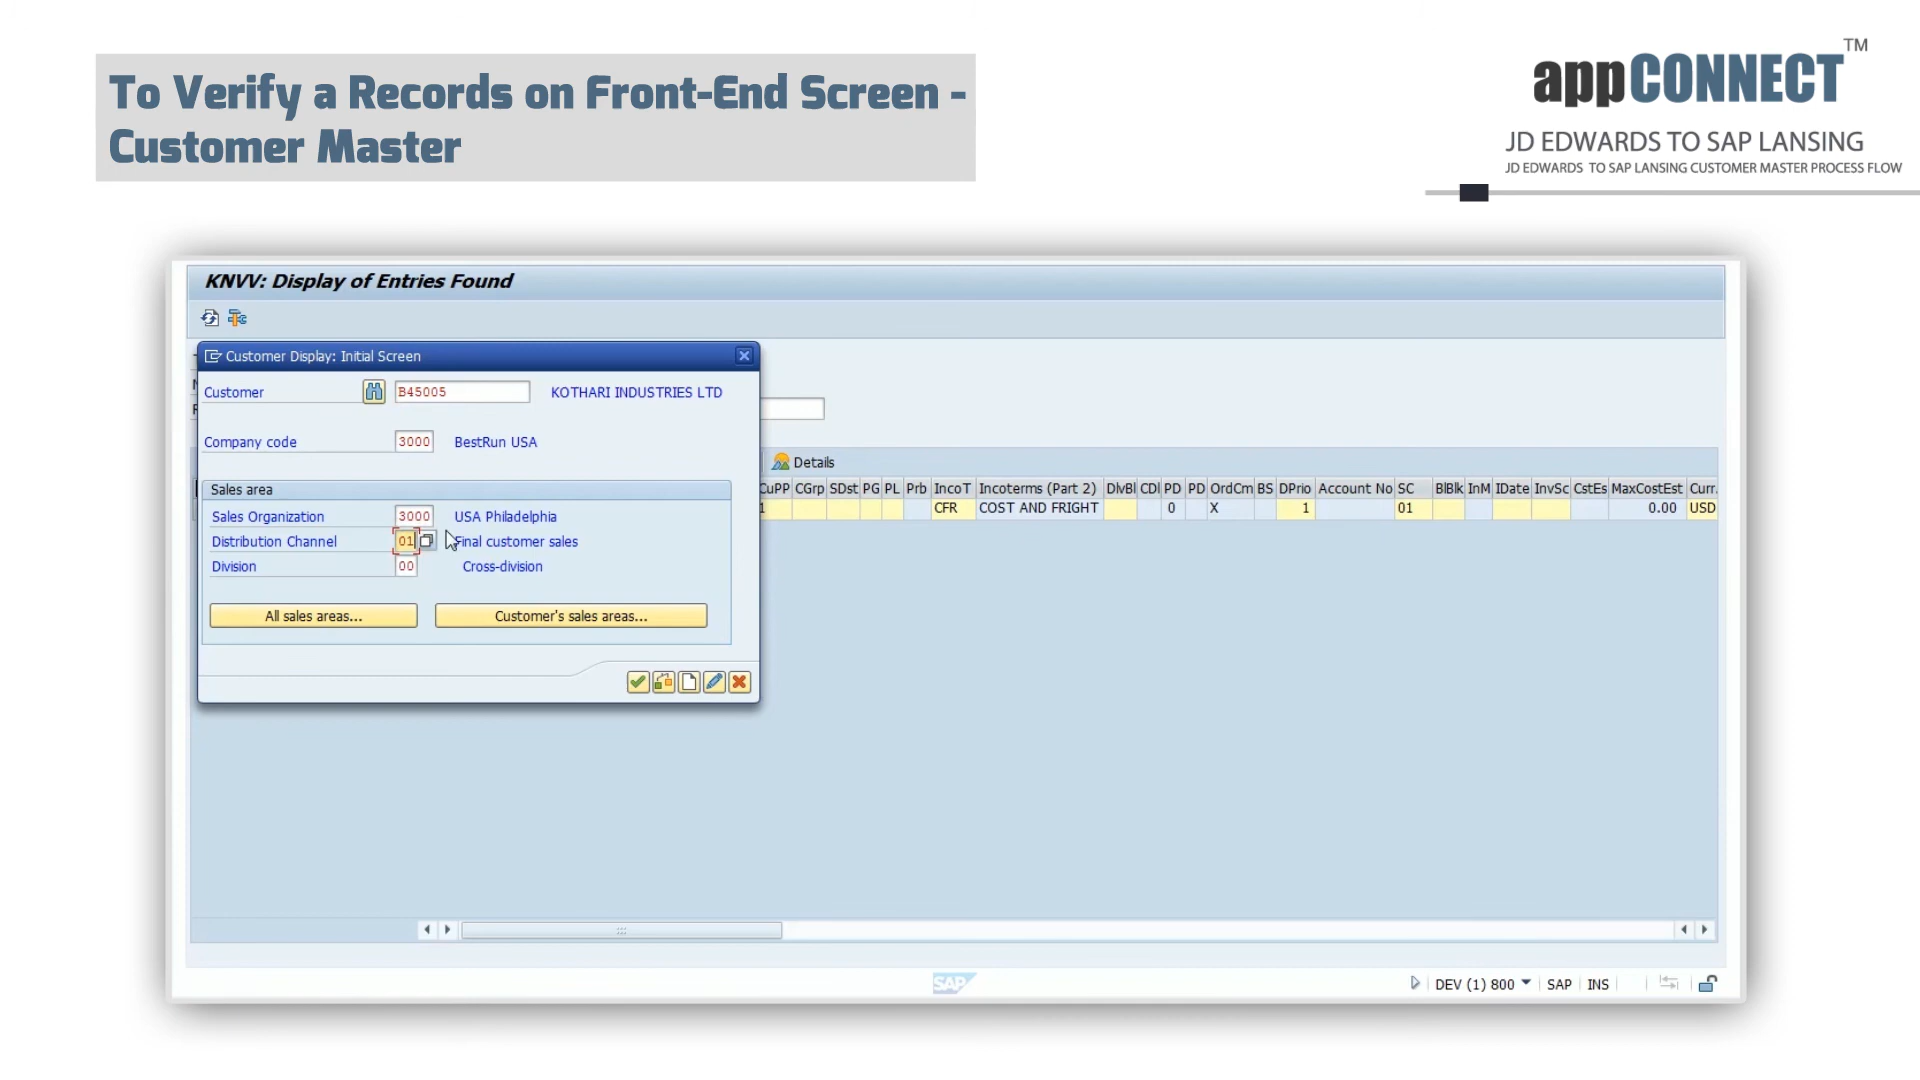 To Verify a Records on Front-End Screen -
Customer Master
appCONNECT™
JD EDWARDS TO SAP LANSING
JD EDWARDS TO SAP LANSING CUSTOMER MASTER PROCESS FLOW
KNVV: Display of Entries Found
Customer Display: Initial Screen
Customer B45005 KOTHARI INDUSTRIES LTD
Company code 3000 BestRun USA
Details
Sales area
CuPP CGrp SDst PG PL Prb IncoT Incoterms (Part 2) DlvBl CDl PD PD OrdCm BS DPrio Account No SC BlBlk InM IDate InvSc CstEs MaxCostEst Curr.
1 CFR COST AND FRIGHT 0 X 1 01 0.00 USD
Sales Organization 3000 USA Philadelphia
Distribution Channel 01 Final customer sales
Division 00 Cross-division
All sales areas... Customer's sales areas...
SAP DEV (1) 800 SAP INS